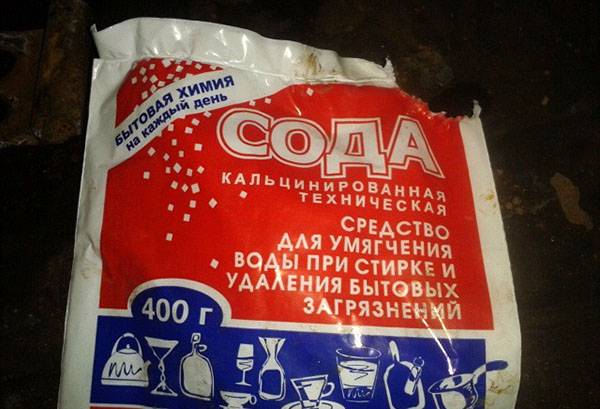 БЫТОВАЯ ХИМИЯ
на каждый день
СОДА
КАЛЬЦИНИРОВАННАЯ
ТЕХНИЧЕСКАЯ
СРЕДСТВО
ДЛЯ УМЯГЧЕНИЯ
ВОДЫ ПРИ СТИРКЕ И
УДАЛЕНИЯ БЫТОВЫХ
ЗАГРЯЗНЕНИЙ
400 г